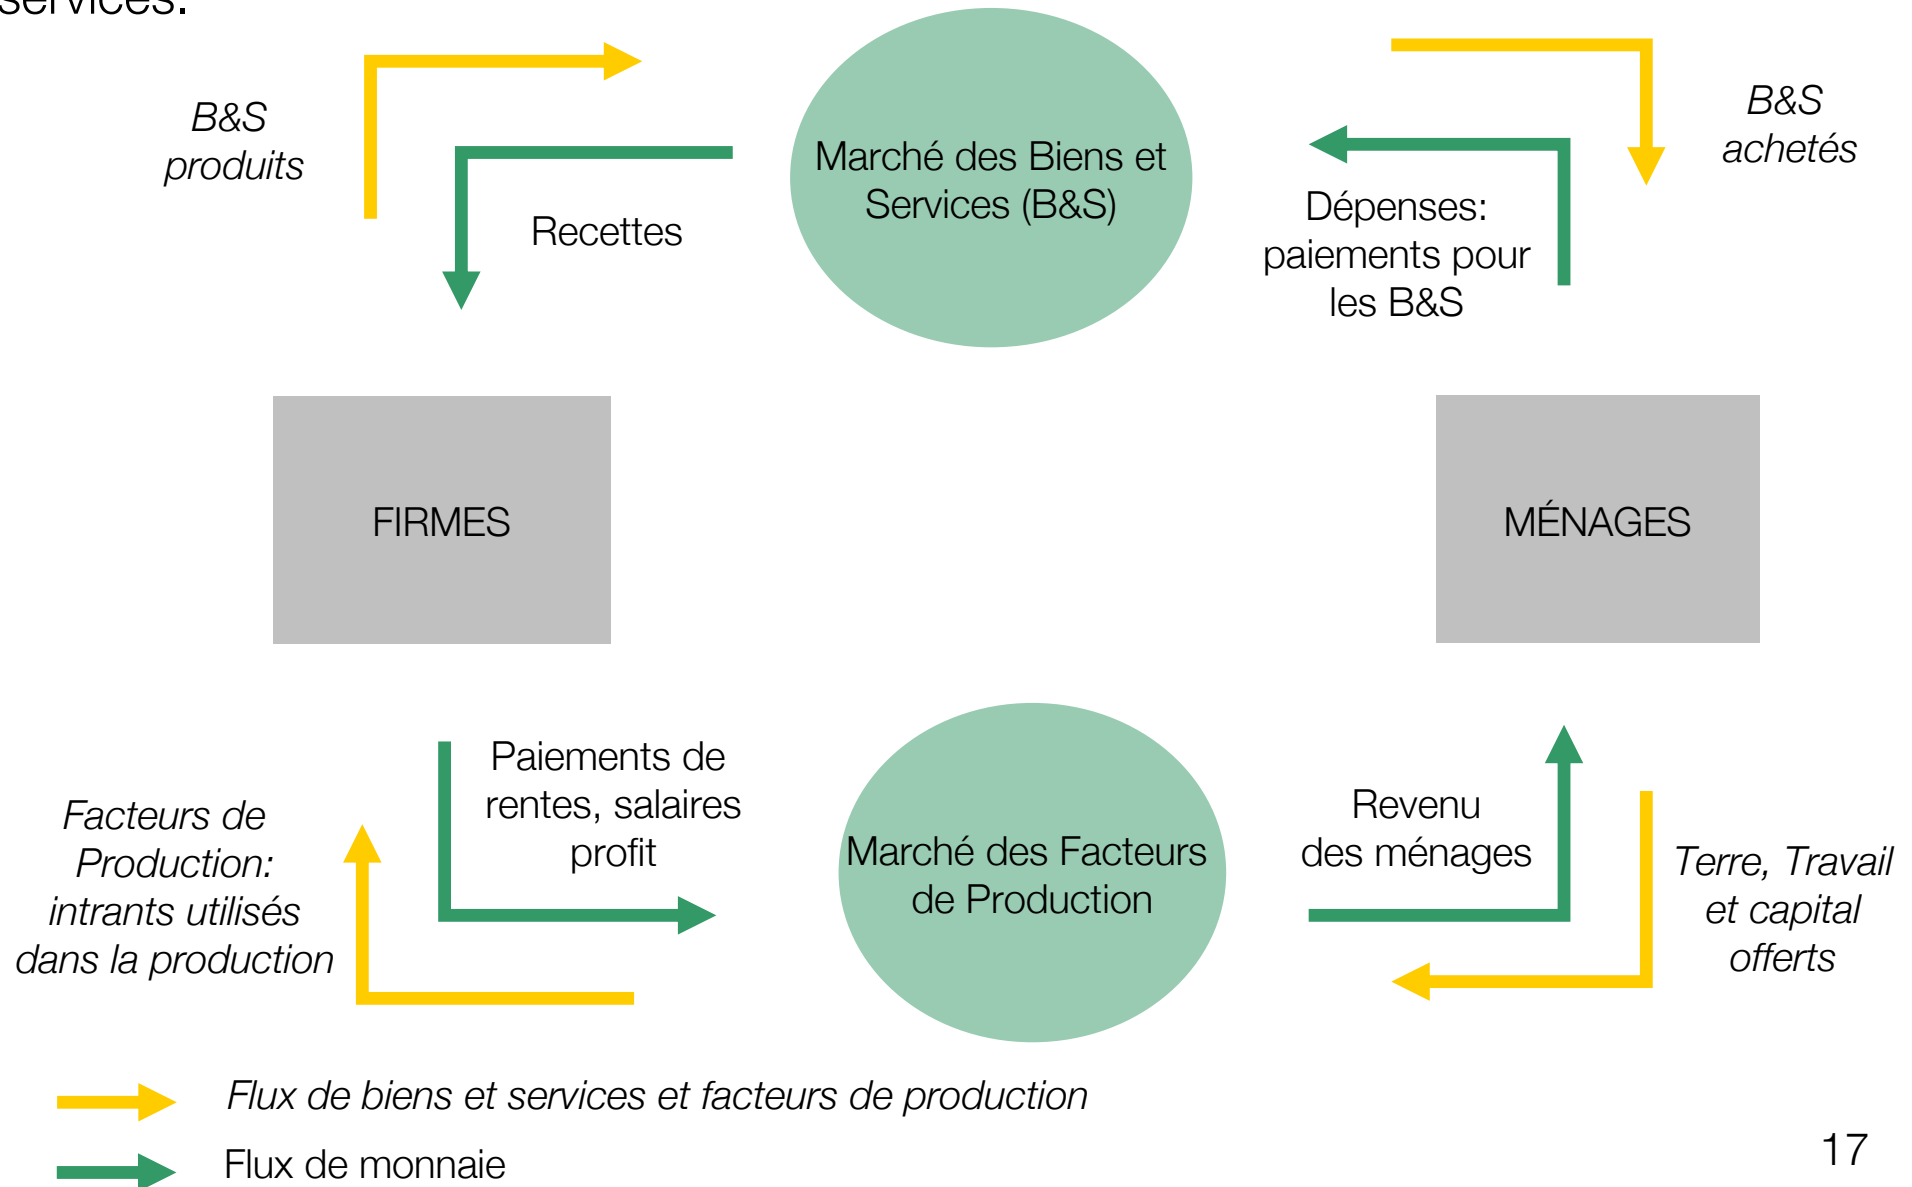 services.
B&S
produits
Recettes
Marché des Biens et
Services (B&S)
Dépenses:
paiements pour
les B&S
B&S
achetés
FIRMES
MÉNAGES
Facteurs de
Production:
intrants utilisés
dans la production
Paiements de
rentes, salaires
profit
Marché des Facteurs
de Production
Revenu
des ménages
Terre, Travail
et capital
offerts
Flux de biens et services et facteurs de production
Flux de monnaie
17